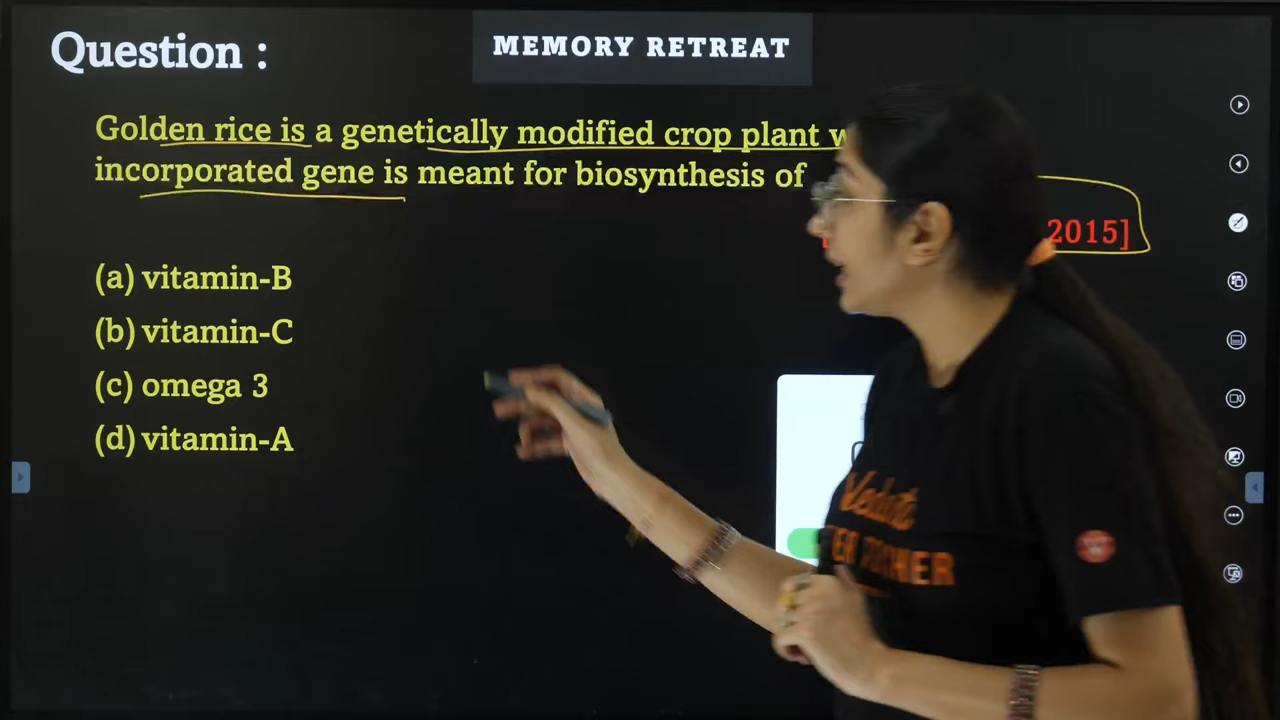 Question :
MEMORY RETREAT
Golden rice is a genetically modified crop plant
incorporated gene is meant for biosynthesis of
2015]
(a) vitamin-B
(b) vitamin-C
(c) omega 3
(d) vitamin-A
Vedantu